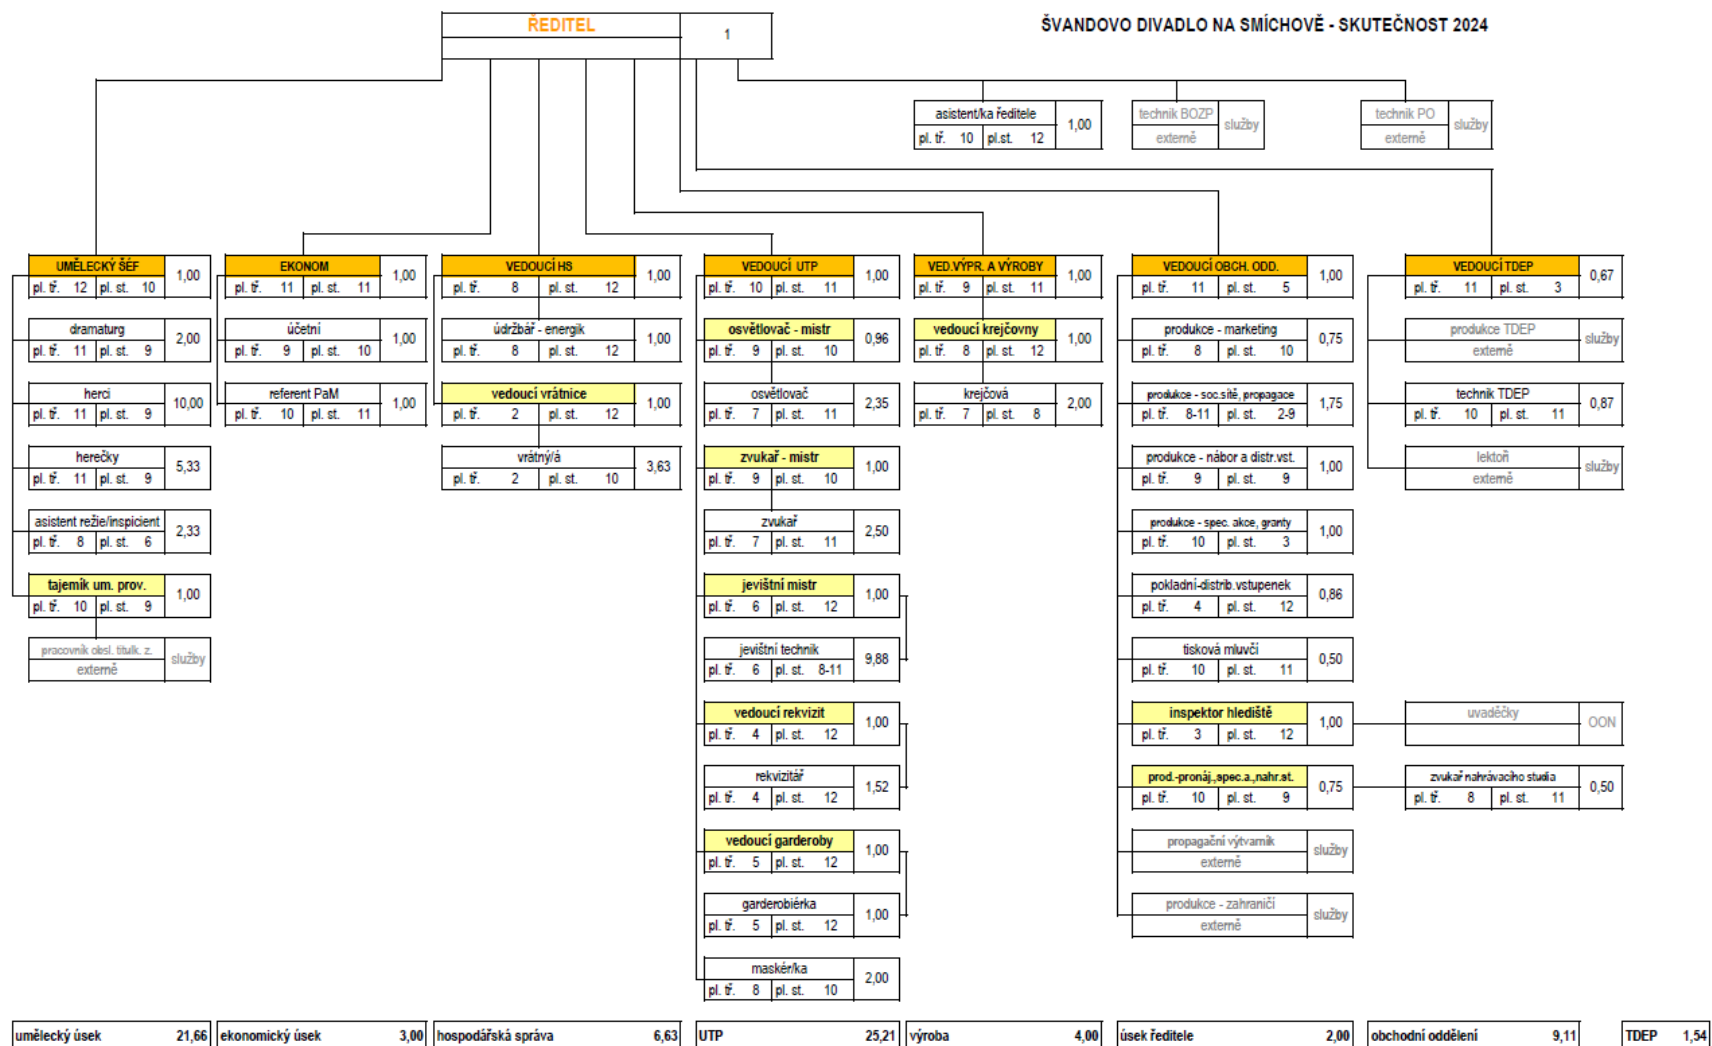 ŘEDITEL 1
ŠVANDOVO DIVADLO NA SMÍCHOVĚ - SKUTEČNOST 2024
asistent/ka ředitele 1,00
pl. tř. 10 pl.st. 12
technik BOZP služby
externě
technik PO služby
externě
UMĚLECKÝ ŠÉF 1,00
pl. tř. 12 pl. st. 10
dramaturg 2,00
pl. tř. 11 pl. st. 9
herci 10,00
pl. tř. 11 pl. st. 9
herečky 5,33
pl. tř. 11 pl. st. 9
asistent režie/inspicient 2,33
pl. tř. 8 pl. st. 6
tajemík um. prov. 1,00
pl. tř. 10 pl. st. 9
pracovník obsl. titulk. z. služby
externě
EKONOM 1,00
pl. tř. 11 pl. st. 11
účetní 1,00
pl. tř. 9 pl. st. 10
referent PaM 1,00
pl. tř. 10 pl. st. 11
VEDOUCÍ HS 1,00
pl. tř. 8 pl. st. 12
údržbář - energik 1,00
pl. tř. 8 pl. st. 12
vedoucí vrátnice 1,00
pl. tř. 2 pl. st. 12
vrátný/á 3,63
pl. tř. 2 pl. st. 10
VEDOUCÍ UTP 1,00
pl. tř. 10 pl. st. 11
osvětlovač - mistr 0,96
pl. tř. 9 pl. st. 10
osvětlovač 2,35
pl. tř. 7 pl. st. 11
zvukař - mistr 1,00
pl. tř. 9 pl. st. 10
zvukař 2,50
pl. tř. 7 pl. st. 11
jevištní mistr 1,00
pl. tř. 6 pl. st. 12
jevištní technik 9,88
pl. tř. 6 pl. st. 8-11
vedoucí rekvizit 1,00
pl. tř. 4 pl. st. 12
rekvizitář 1,52
pl. tř. 4 pl. st. 12
vedoucí garderoby 1,00
pl. tř. 5 pl. st. 12
garderobiérka 1,00
pl. tř. 5 pl. st. 12
maskér/ka 2,00
pl. tř. 8 pl. st. 10
VED.VÝPR. A VÝROBY 1,00
pl. tř. 9 pl. st. 11
vedoucí krejčovny 1,00
pl. tř. 8 pl. st. 12
krejčová 2,00
pl. tř. 7 pl. st. 8
VEDOUCÍ OBCH. ODD. 1,00
pl. tř. 11 pl. st. 5
produkce - marketing 0,75
pl. tř. 8 pl. st. 10
produkce - soc.sítě, propagace 1,75
pl. tř. 8-11 pl. st. 2-9
produkce - nábor a distr.vst. 1,00
pl. tř. 9 pl. st. 9
produkce - spec. akce, granty 1,00
pl. tř. 10 pl. st. 3
pokladní-distrib.vstupenek 0,86
pl. tř. 4 pl. st. 12
tisková mluvčí 0,50
pl. tř. 10 pl. st. 11
inspektor hlediště 1,00
pl. tř. 3 pl. st. 12
prod.-pronáj.,spec.a.,nahr.st. 0,75
pl. tř. 10 pl. st. 9
propagační výtvarník služby
externě
produkce - zahraničí služby
externě
VEDOUCÍ TDEP 0,67
pl. tř. 11 pl. st. 3
produkce TDEP služby
externě
technik TDEP 0,87
pl. tř. 10 pl. st. 11
lektoři služby
externě
uvaděčky OON
zvukař nahrávacího studia 0,50
pl. tř. 8 pl. st. 11
umělecký úsek 21,66
ekonomický úsek 3,00
hospodářská správa 6,63
UTP 25,21
výroba 4,00
úsek ředitele 2,00
obchodní oddělení 9,11
TDEP 1,54